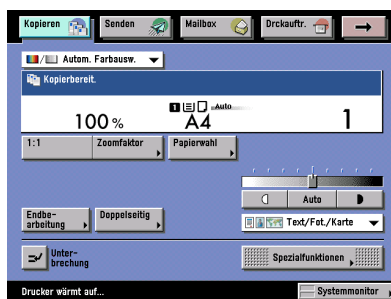 Kopieren Senden Mailbox Drckauftr.
Autom. Farbausw.
Kopierbereit.
1 Auto
100 % A4 1
1:1 Zoomfaktor Papierwahl
Auto
Endbe-
arbeitung
Doppelseitig
Text/Fot./Karte
Unter-
brechung
Spezialfunktionen
Drucker wärmt auf... Systemmonitor